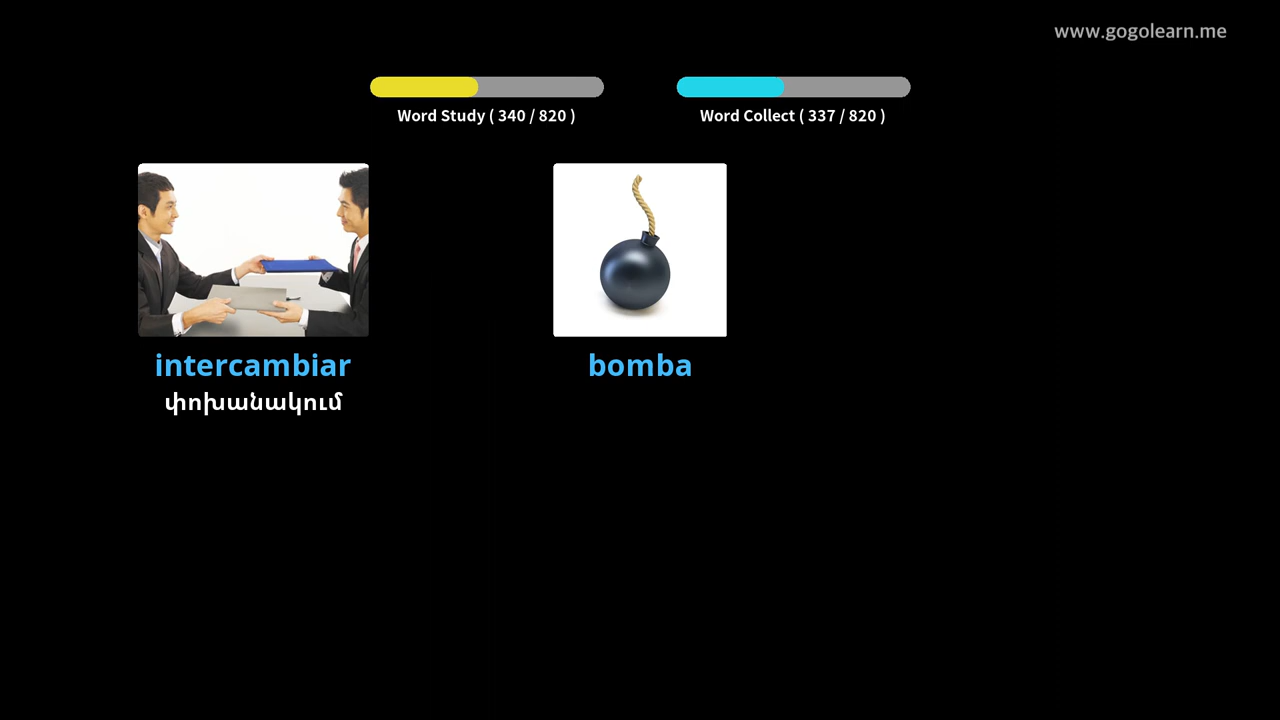 www.gogolearn.me
Word Study ( 340 / 820 )
Word Collect ( 337 / 820 )
intercambiar
փոխանակում
bomba